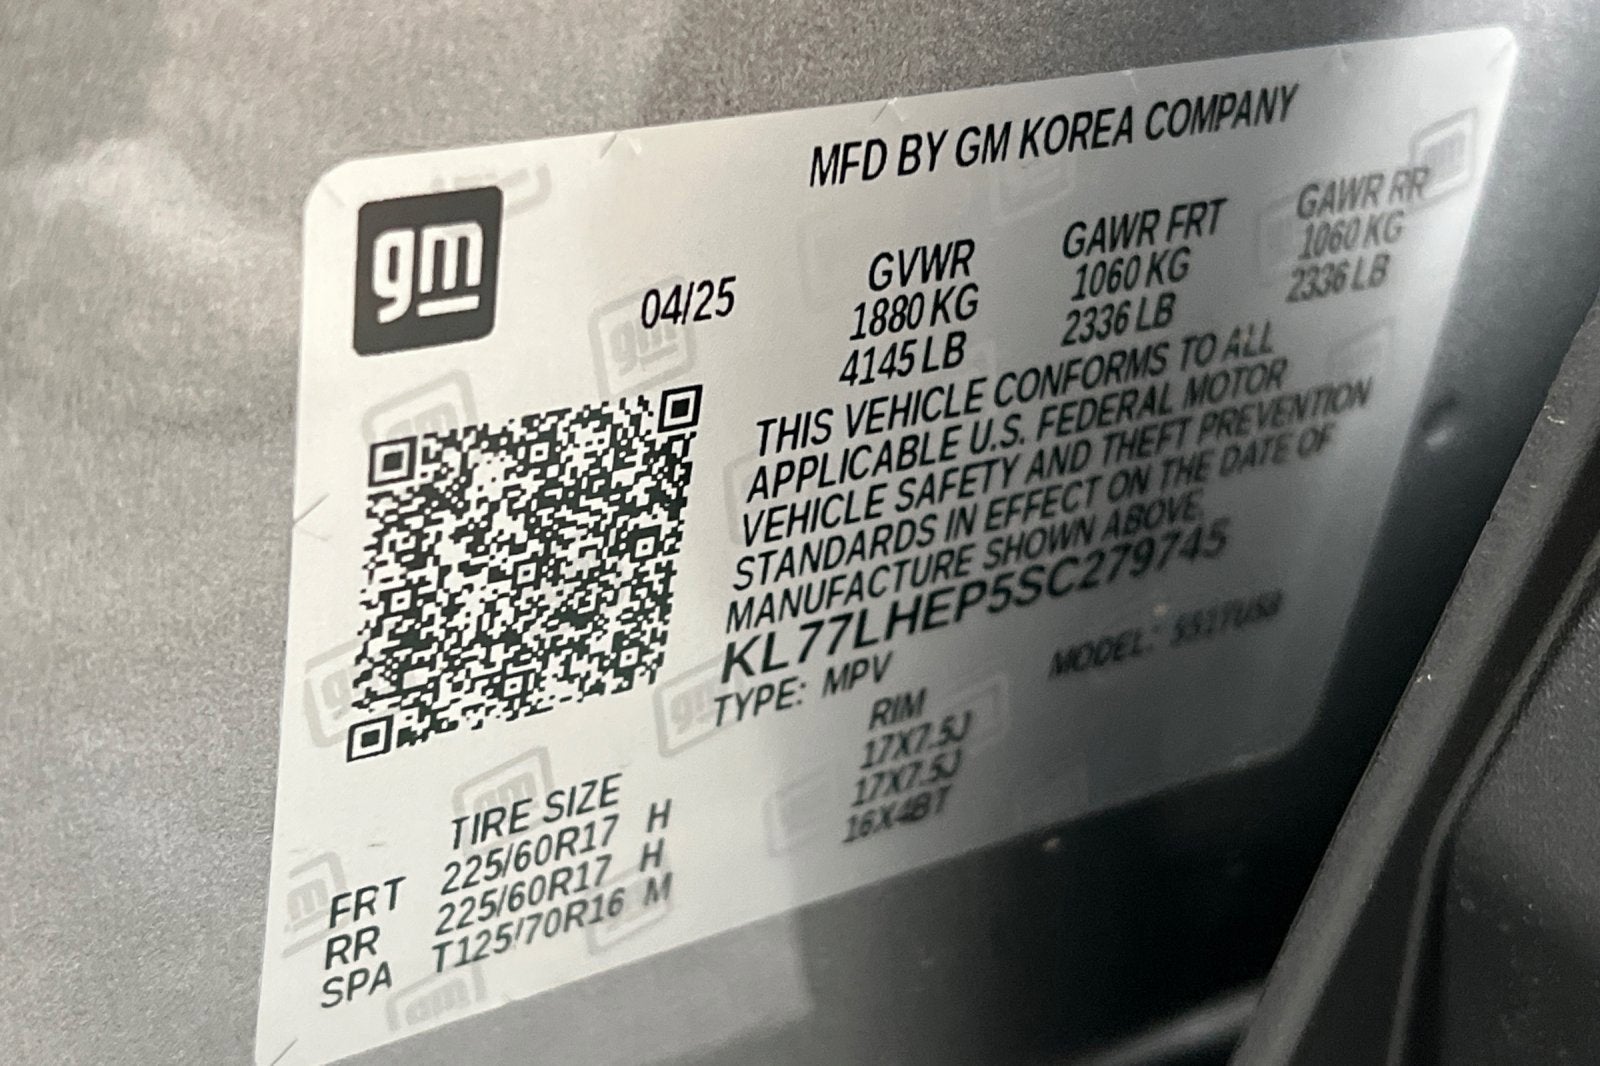 MFD BY GM KOREA COMPANY
gm
04/25
GVWR GAWR FRT GAWR RR
1880 KG 1060 KG 1060 KG
4145 LB 2336 LB 2336 LB
THIS VEHICLE CONFORMS TO ALL
APPLICABLE U.S. FEDERAL MOTOR
VEHICLE SAFETY AND THEFT PREVENTION
STANDARDS IN EFFECT ON THE DATE OF
MANUFACTURE SHOWN ABOVE.
KL77LHEP5SC279745
TYPE: MPV MODEL:
TIRE SIZE RIM
FRT 225/60R17 H 17X7.5J
RR 225/60R17 H 17X7.5J
SPA T125/70R16 M 16X4BT